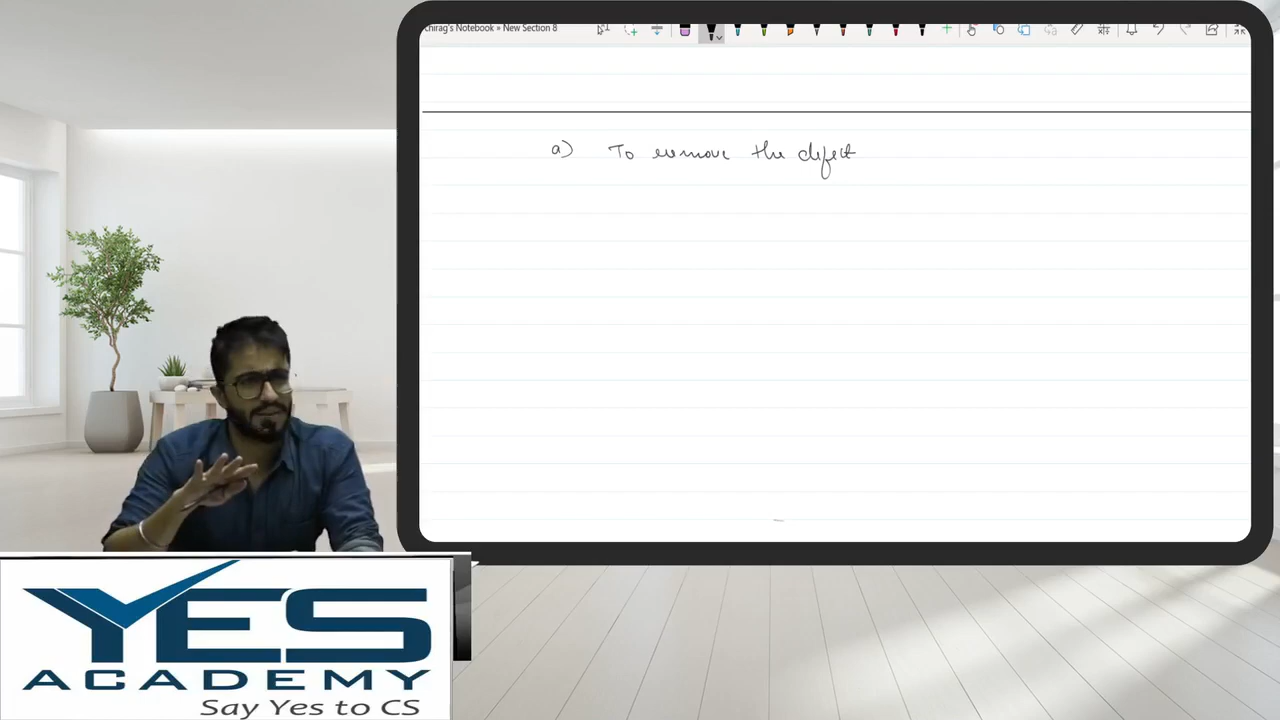 chirag's Notebook » New Section 8
a) To remove the defect
YES
ACADEMY
Say Yes to CS